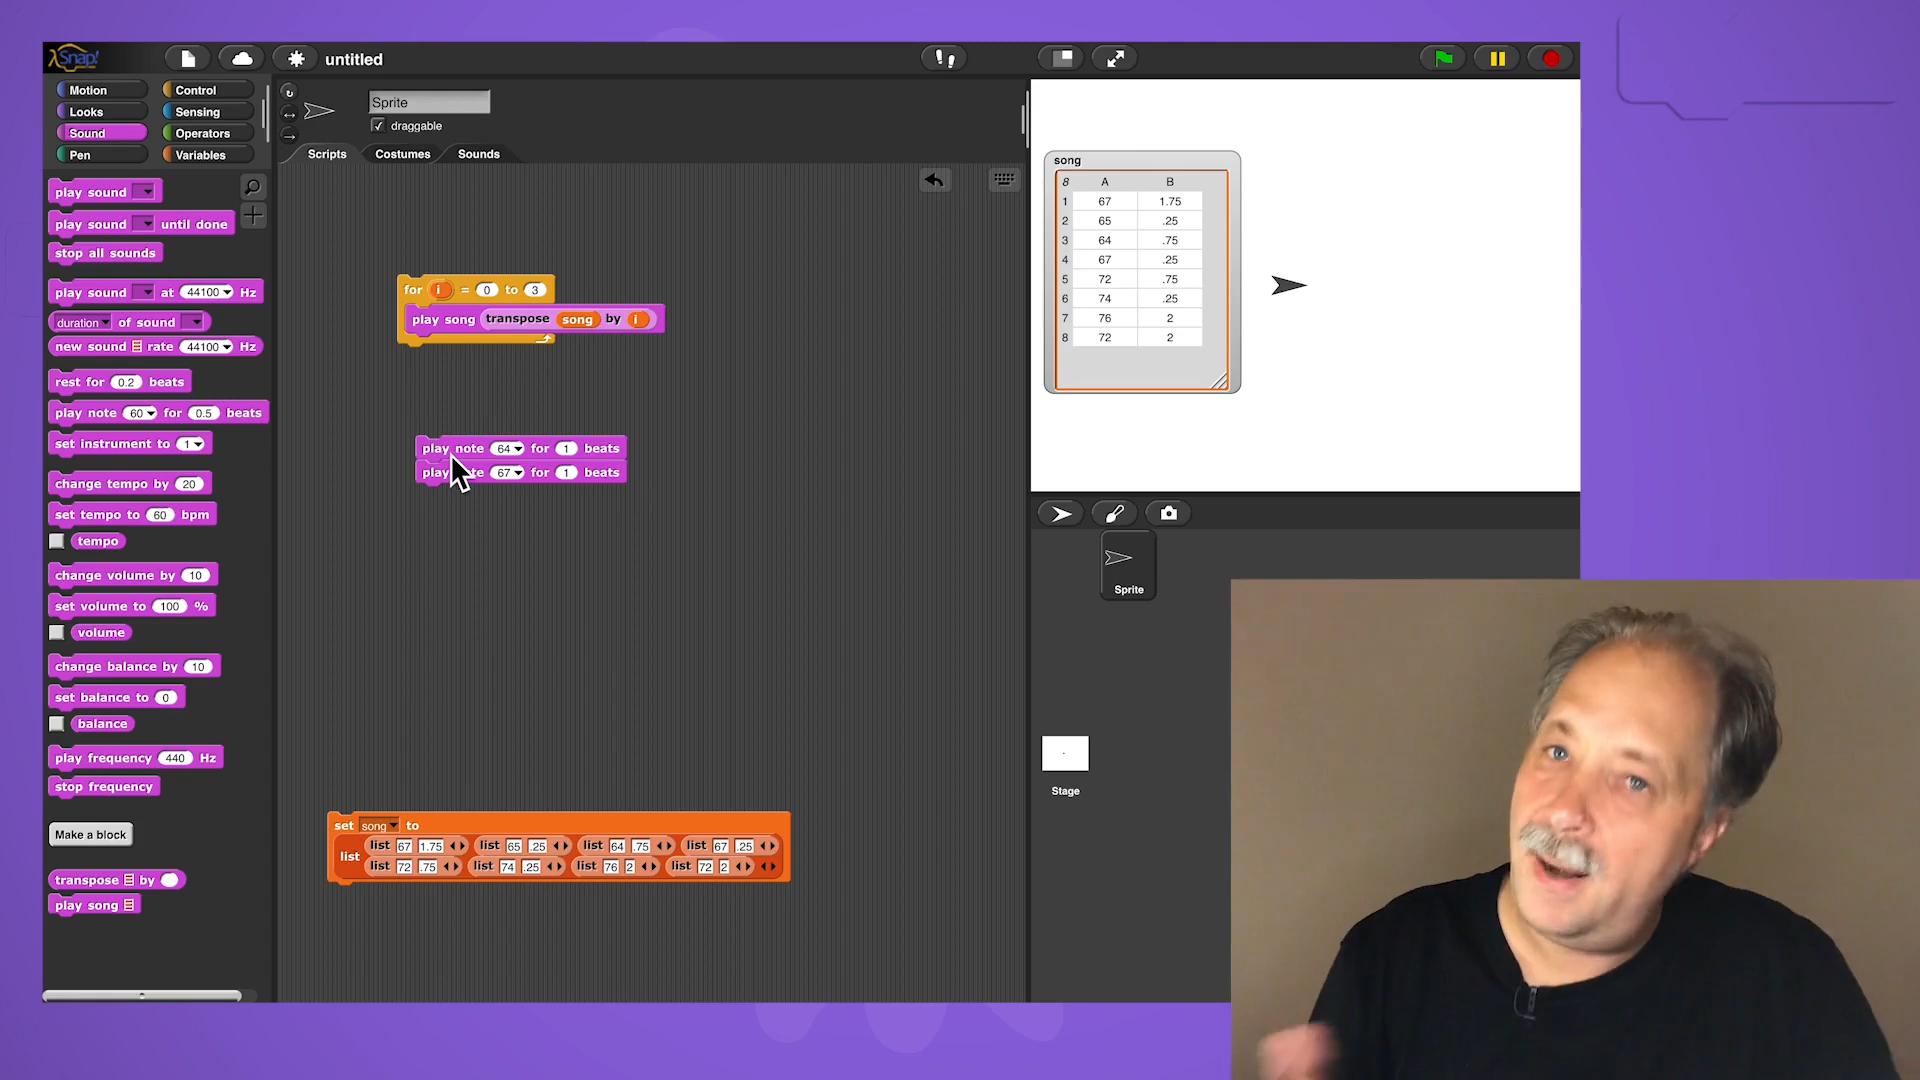 Snap!
untitled
Motion
Control
Looks
Sensing
Sound
Operators
Pen
Variables
Sprite
draggable
Scripts
Costumes
Sounds
play sound
play sound until done
stop all sounds
play sound at 44100 Hz
duration of sound
new sound rate 44100 Hz
rest for 0.2 beats
play note 60 for 0.5 beats
set instrument to 1
change tempo by 20
set tempo to 60 bpm
tempo
change volume by 10
set volume to 100 %
volume
change balance by 10
set balance to 0
balance
play frequency 440 Hz
stop frequency
Make a block
transpose by
play song
for i = 0 to 3
play song transpose song by i
play note 64 for 1 beats
play 67 for 1 beats
set song to
list
list 67 1.75 list 65 .25 list 64 .75 list 67 .25
list 72 .75 list 74 .25 list 76 2 list 72 2
song
8 A B
1 67 1.75
2 65 .25
3 64 .75
4 67 .25
5 72 .75
6 74 .25
7 76 2
8 72 2
Sprite
Stage